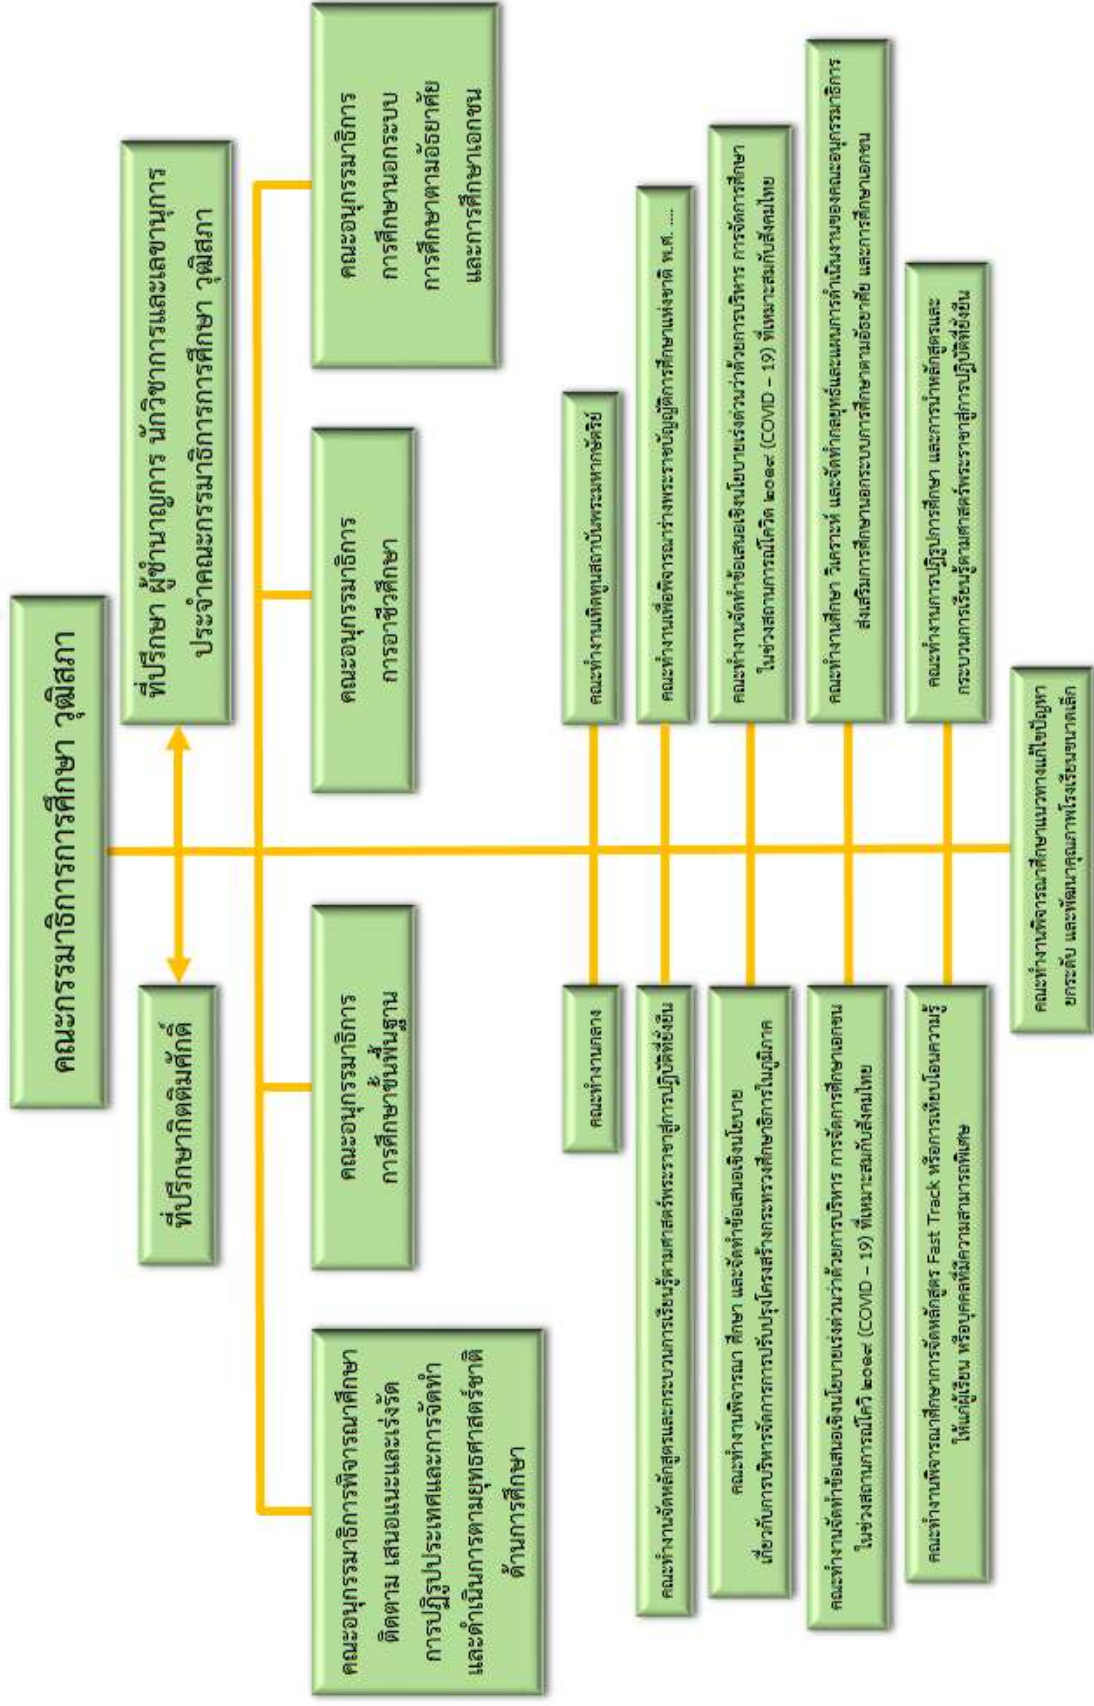 คณะกรรมาธิการการศึกษา วุฒิสภา
ที่ปรึกษากิตติมศักดิ์
ที่ปรึกษา ผู้ชำนาญการ นักวิชาการและเลขานุการ
ประจำคณะกรรมาธิการการศึกษา วุฒิสภา
คณะอนุกรรมาธิการพิจารณาศึกษา
ติดตาม เสนอแนะและเร่งรัด
การปฏิรูปประเทศและการจัดทำ
และดำเนินการตามยุทธศาสตร์ชาติ
ด้านการศึกษา
คณะอนุกรรมาธิการ
การศึกษาขั้นพื้นฐาน
คณะอนุกรรมาธิการ
การอาชีวศึกษา
คณะอนุกรรมาธิการ
การศึกษานอกระบบ
การศึกษาตามอัธยาศัย
และการศึกษาเอกชน
คณะทำงานกลาง
คณะทำงานเทิดทูนสถาบันพระมหากษัตริย์
คณะทำงานจัดหลักสูตรและกระบวนการเรียนรู้ตามศาสตร์พระราชาสู่การปฏิบัติที่ยั่งยืน
คณะทำงานเพื่อพิจารณาร่างพระราชบัญญัติการศึกษาแห่งชาติ พ.ศ. ....
คณะทำงานพิจารณา ศึกษา และจัดทำข้อเสนอเชิงนโยบาย
เกี่ยวกับการบริหารจัดการการปรับปรุงโครงสร้างกระทรวงศึกษาธิการในภูมิภาค
คณะทำงานจัดทำข้อเสนอเชิงนโยบายเร่งด่วนว่าด้วยการบริหาร การจัดการศึกษา
ในช่วงสถานการณ์โควิด ๒๐๑๙ (COVID – 19) ที่เหมาะสมกับสังคมไทย
คณะทำงานจัดทำข้อเสนอเชิงนโยบายเร่งด่วนว่าด้วยการบริหาร การจัดการศึกษาเอกชน
ในช่วงสถานการณ์โควิ ๒๐๑๙ (COVID – 19) ที่เหมาะสมกับสังคมไทย
คณะทำงานศึกษา วิเคราะห์ และจัดทำกลยุทธ์และแผนการดำเนินงานของคณะอนุกรรมาธิการ
ส่งเสริมการศึกษานอกระบบการศึกษาตามอัธยาศัย และการศึกษาเอกชน
คณะทำงานพิจารณาศึกษาการจัดหลักสูตร Fast Track หรือการเทียบโอนความรู้
ให้แก่ผู้เรียน หรือบุคคลที่มีความสามารถพิเศษ
คณะทำงานการปฏิรูปการศึกษา และการนำหลักสูตรและ
กระบวนการเรียนรู้ตามศาสตร์พระราชาสู่การปฏิบัติที่ยั่งยืน
คณะทำงานพิจารณาศึกษาแนวทางแก้ไขปัญหา
ยกระดับ และพัฒนาคุณภาพโรงเรียนขนาดเล็ก